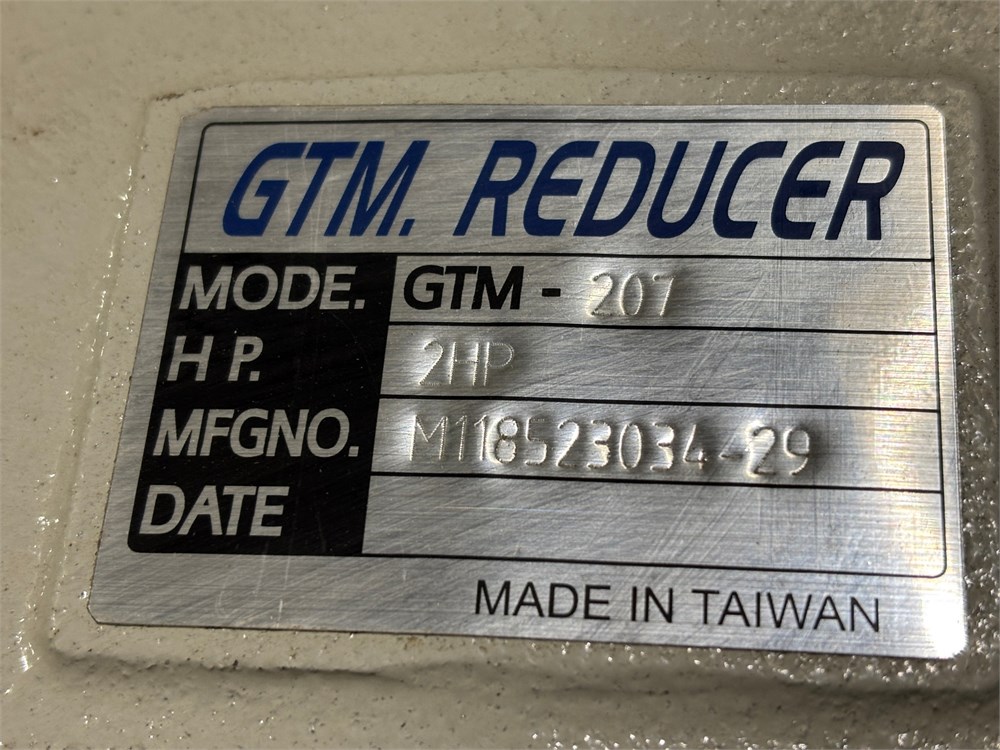 GTM. REDUCER
MODE. GTM - 207
H P. 2HP
MFGNO. M118523034-29
DATE
MADE IN TAIWAN